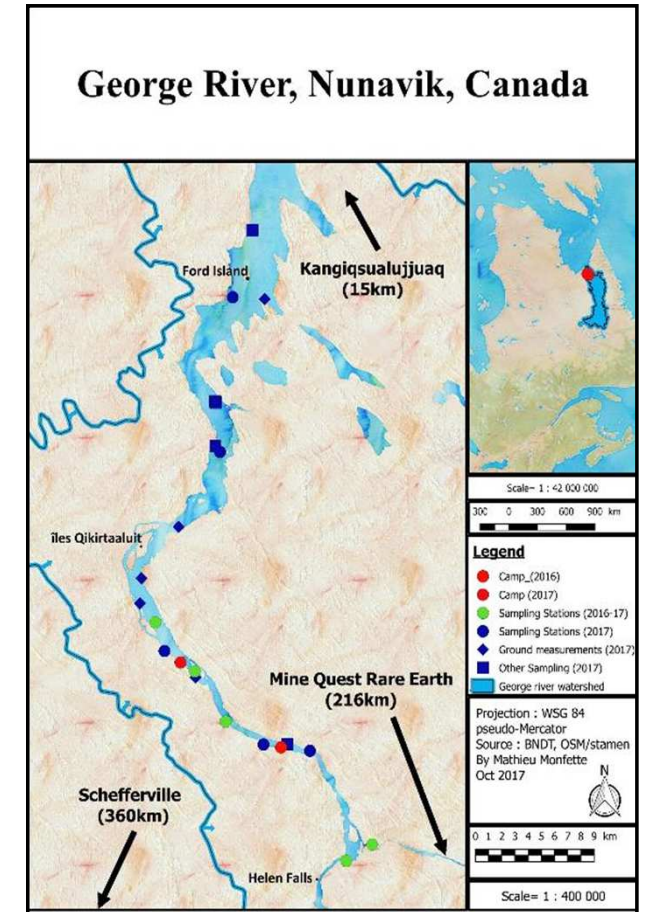 George River, Nunavik, Canada
Ford Island
Kangiqsualujjuaq
(15km)
îles Qikirtaaluit
Mine Quest Rare Earth
(216km)
Schefferville
(360km)
Helen Falls
Scale= 1 : 42 000 000
300 0 300 600 900 km
Legend
Camp_(2016)
Camp (2017)
Sampling Stations (2016-17)
Sampling Stations (2017)
Ground measurements (2017)
Other Sampling (2017)
George river watershed
Projection : WSG 84
pseudo-Mercator
Source : BNDT, OSM/stamen
By Mathieu Monfette
Oct 2017
N
0 1 2 3 4 5 6 7 8 9 km
Scale= 1 : 400 000